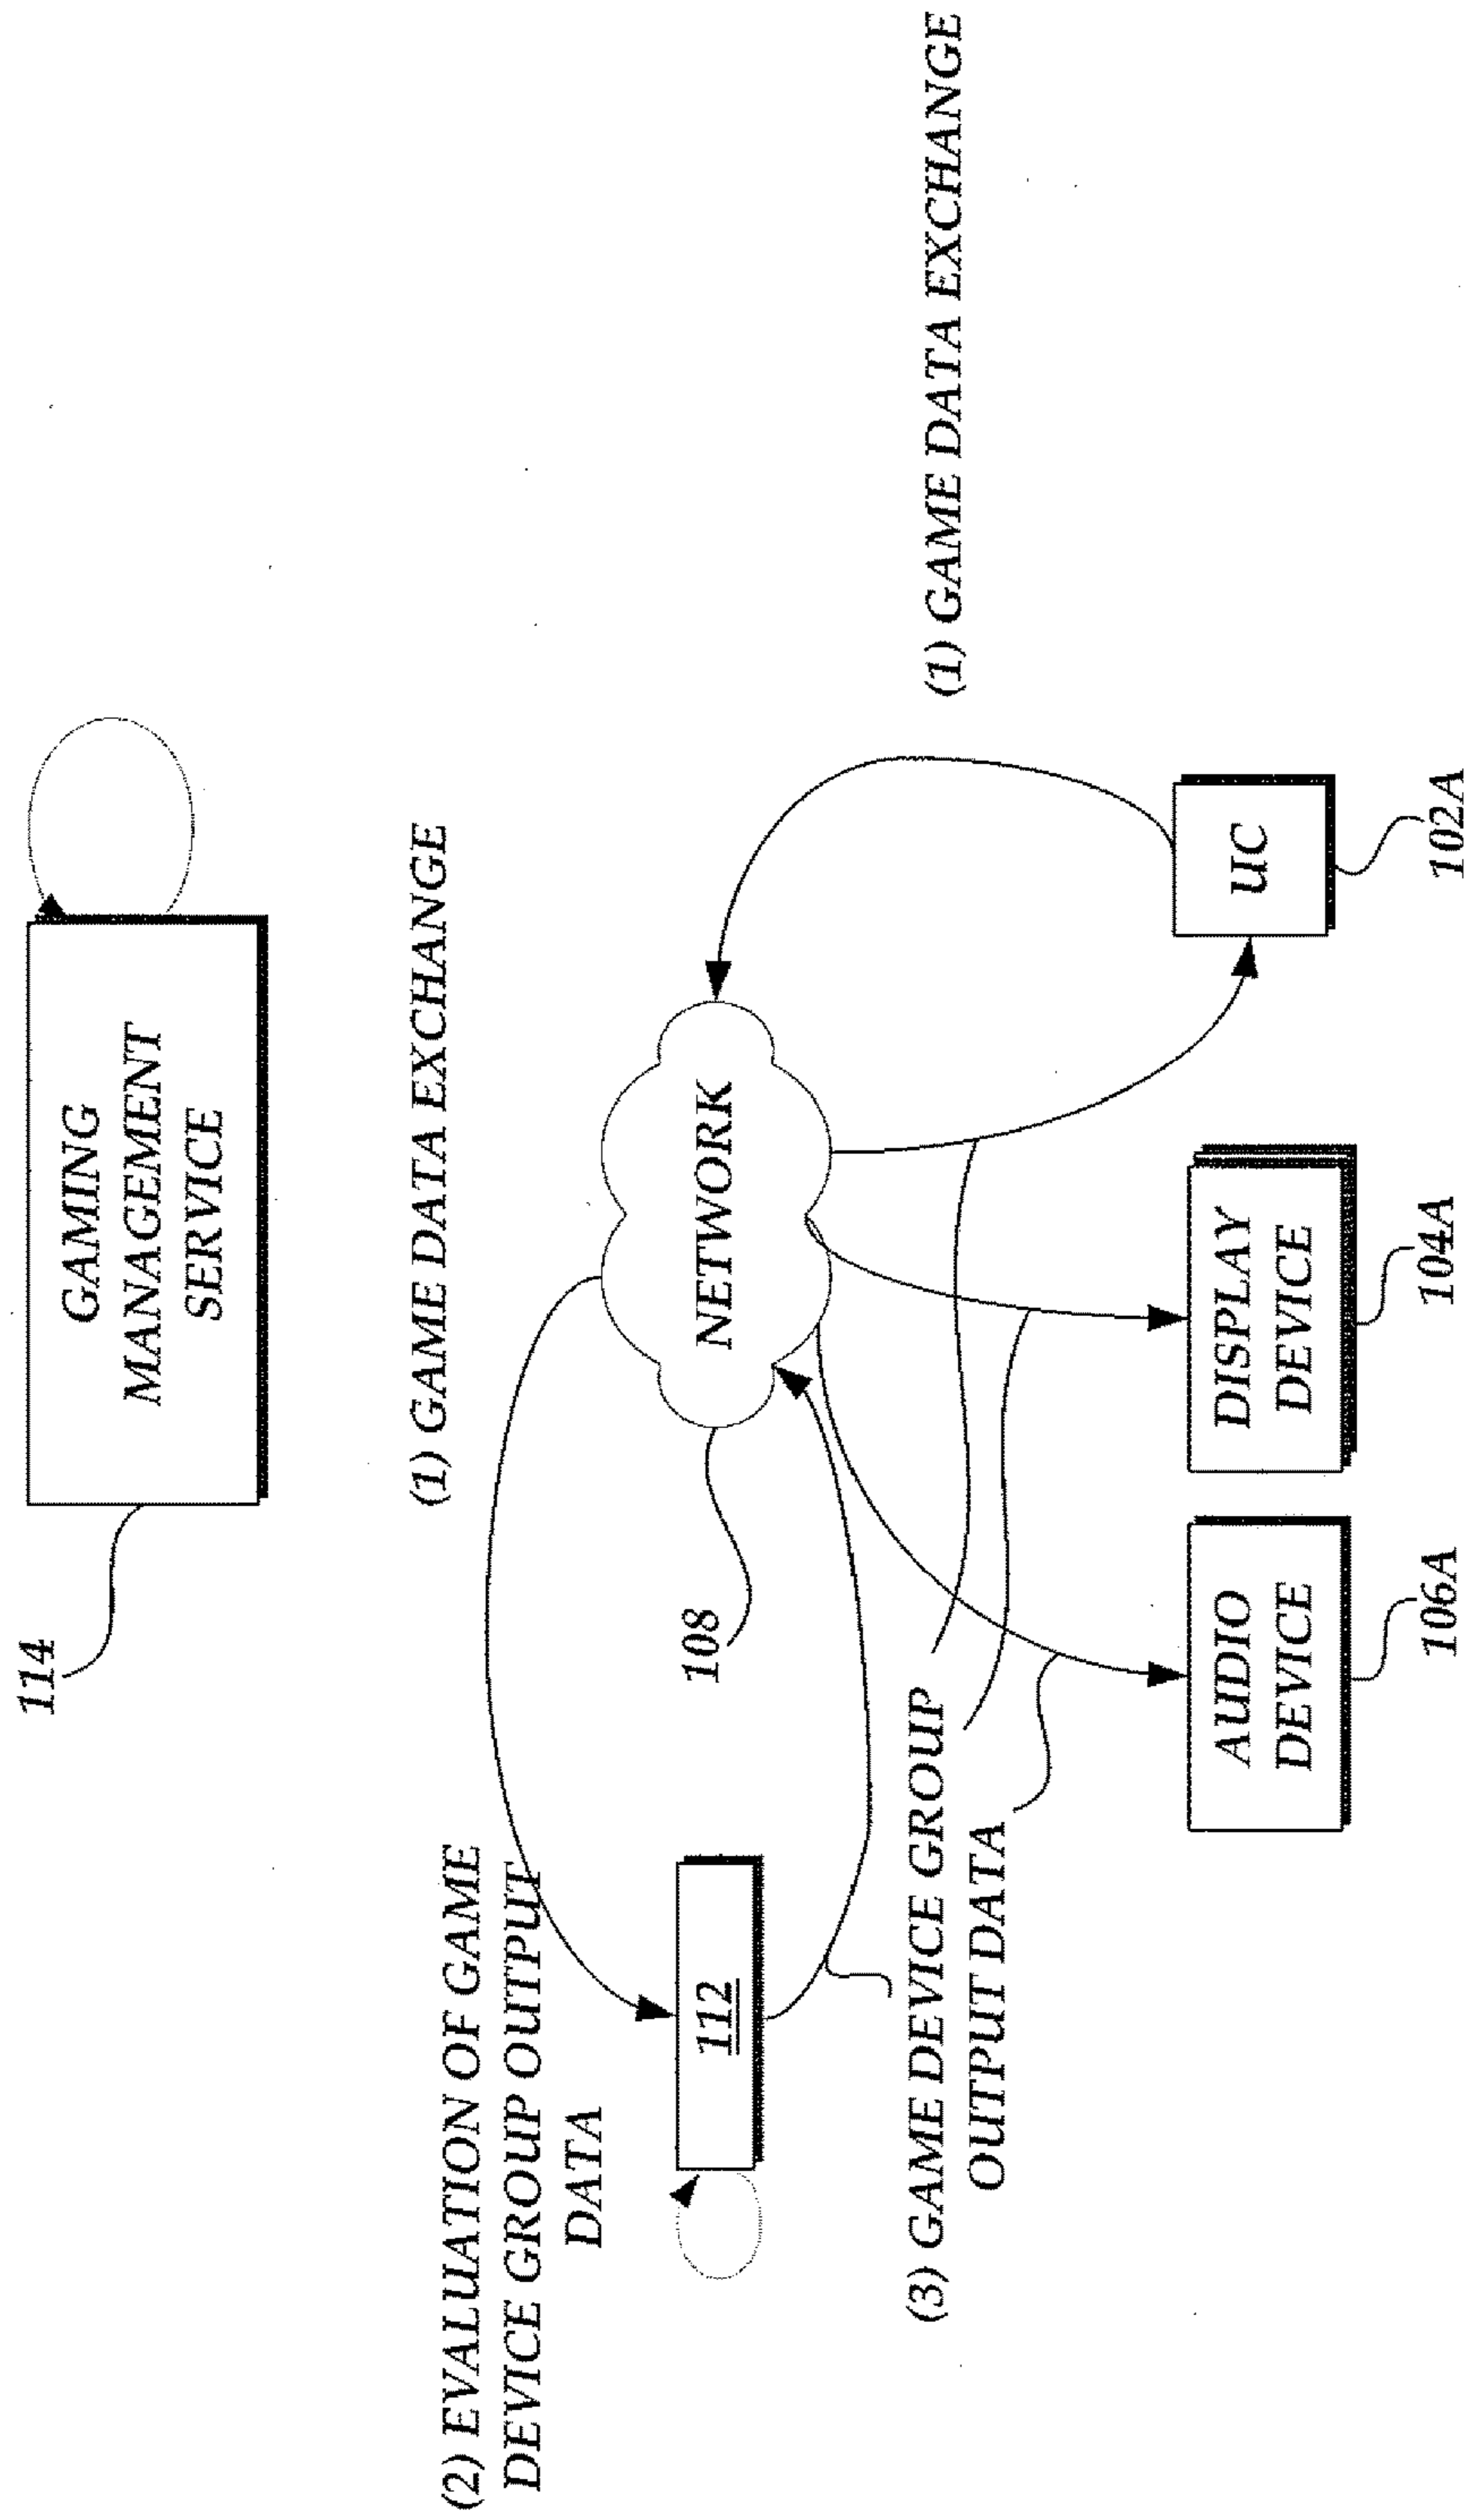 114
GAMING
MANAGEMENT
SERVICE
(2) EVALUATION OF GAME
DEVICE GROUP OUTPUT
DATA
(1) GAME DATA EXCHANGE
112
108
NETWORK
(3) GAME DEVICE GROUP
OUTPUT DATA
(1) GAME DATA EXCHANGE
AUDIO
DEVICE
106A
DISPLAY
DEVICE
104A
UC
102A